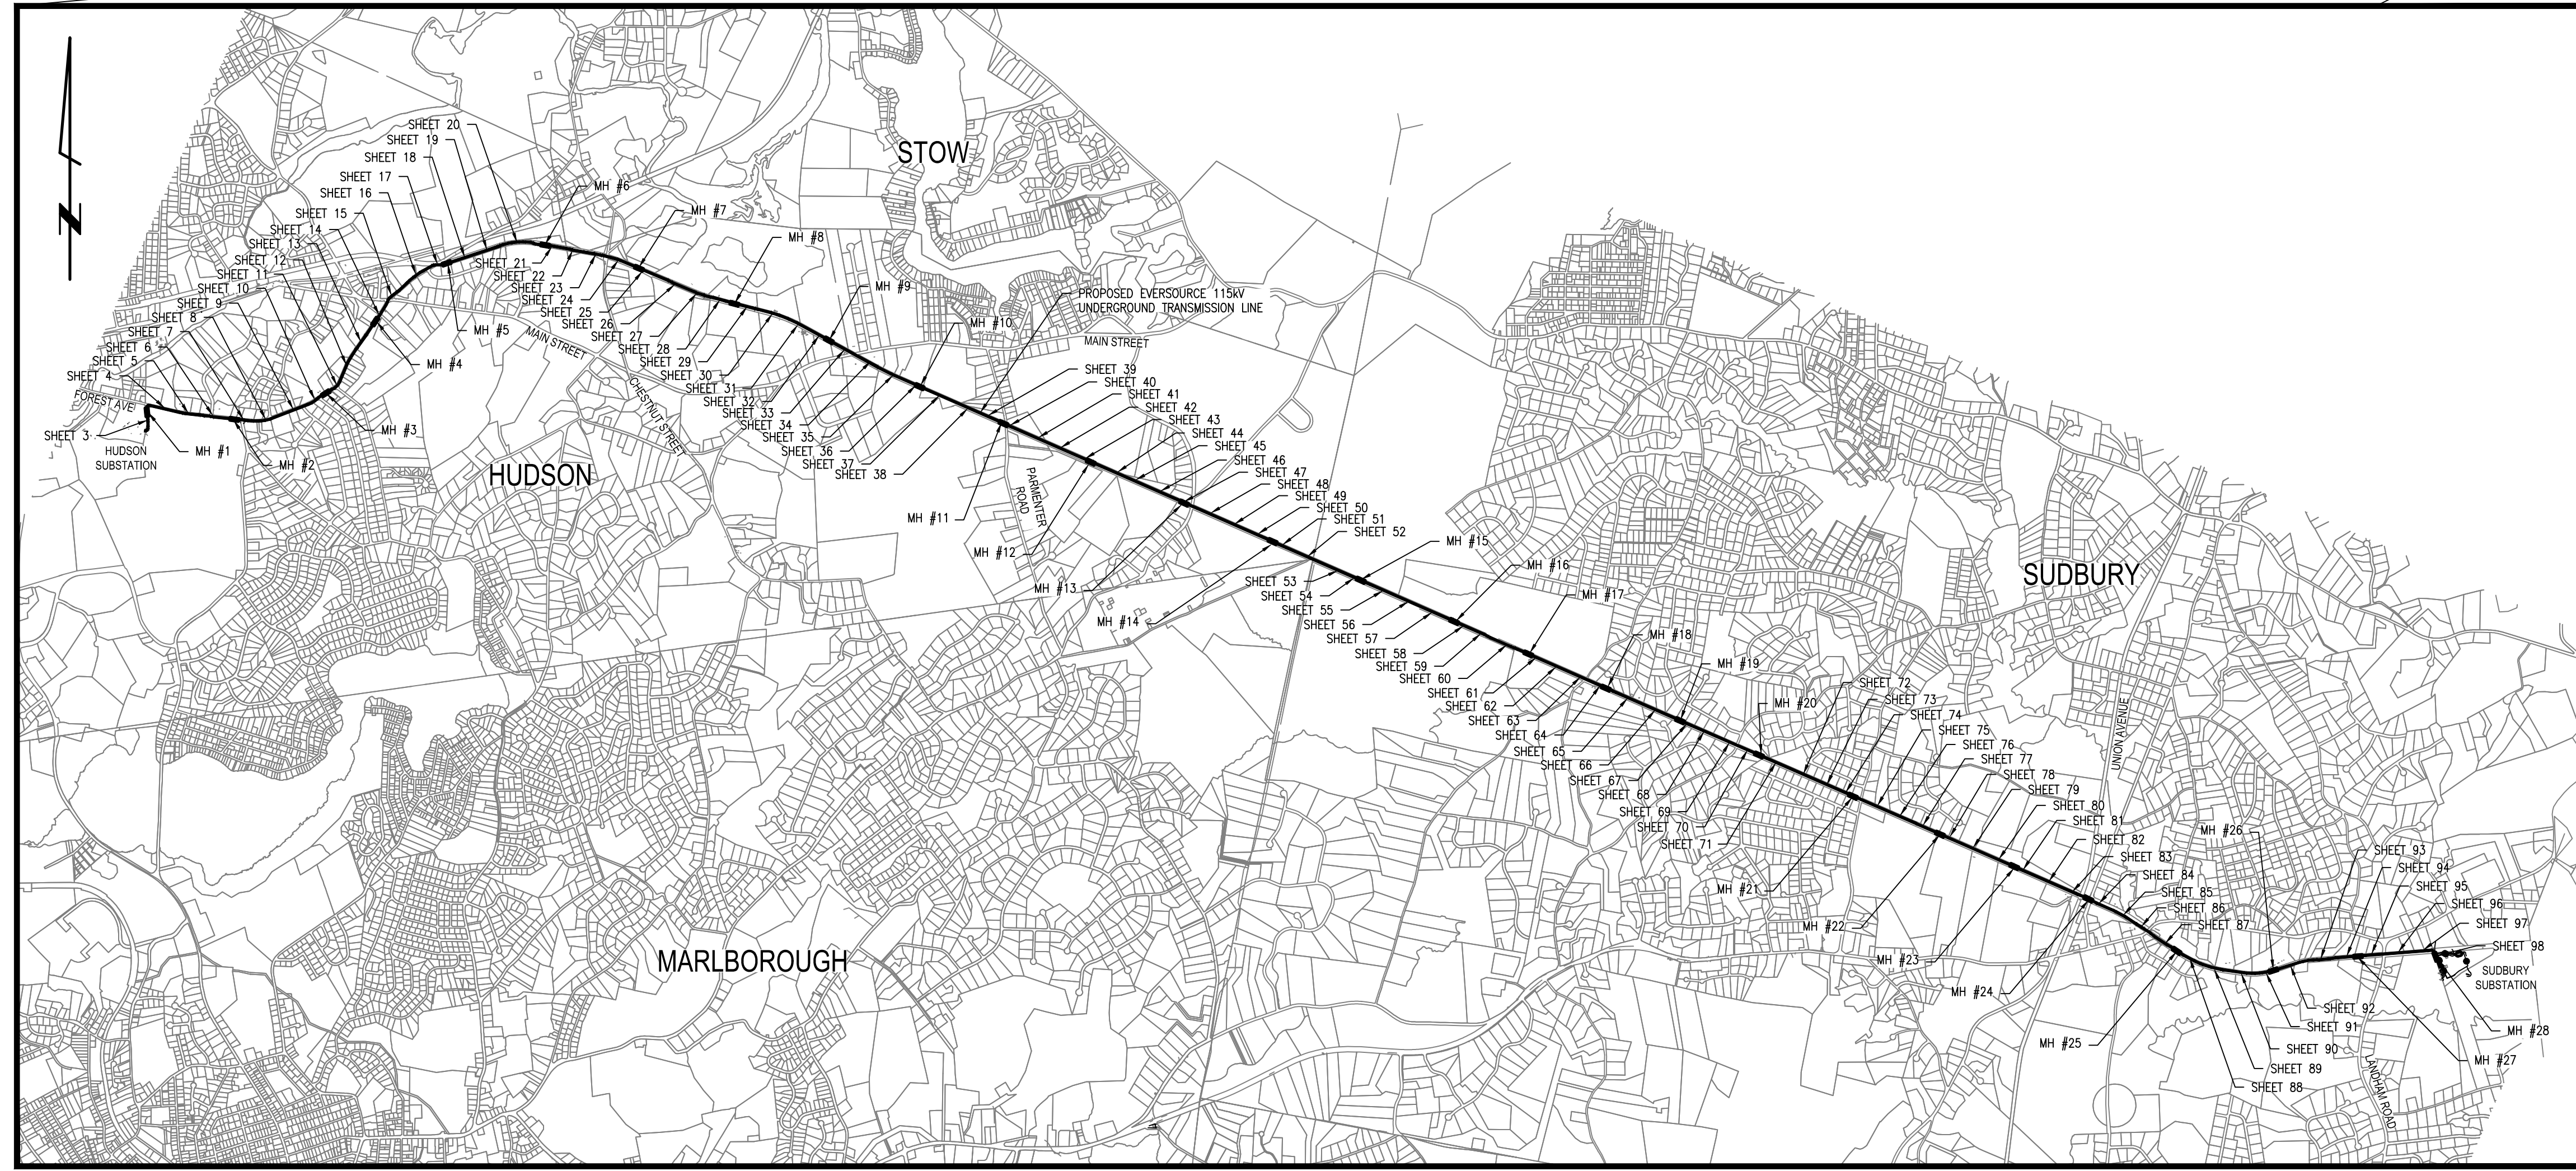 N
STOW
HUDSON
MARLBOROUGH
SUDBURY
SHEET 20
SHEET 19
SHEET 18
SHEET 17
SHEET 16
SHEET 15
SHEET 14
SHEET 13
SHEET 12
SHEET 11
SHEET 10
SHEET 9
SHEET 8
SHEET 7
SHEET 6
SHEET 5
SHEET 4
FOREST AVE
SHEET 3
HUDSON
SUBSTATION
MH #1
MH #2
MH #3
MH #4
MH #5
MH #6
MH #7
MH #8
MH #9
MH #10
PROPOSED EVERSOURCE 115kV
UNDERGROUND TRANSMISSION LINE
MAIN STREET
MAIN STREET
CHESTNUT STREET
SHEET 21
SHEET 22
SHEET 23
SHEET 24
SHEET 25
SHEET 26
SHEET 27
SHEET 28
SHEET 29
SHEET 30
SHEET 31
SHEET 32
SHEET 33
SHEET 34
SHEET 35
SHEET 36
SHEET 37
SHEET 38
SHEET 39
SHEET 40
SHEET 41
SHEET 42
SHEET 43
SHEET 44
SHEET 45
SHEET 46
SHEET 47
SHEET 48
SHEET 49
SHEET 50
SHEET 51
SHEET 52
PARMENTER
ROAD
MH #11
MH #12
MH #13
MH #14
MH #15
MH #16
MH #17
MH #18
MH #19
MH #20
SHEET 53
SHEET 54
SHEET 55
SHEET 56
SHEET 57
SHEET 58
SHEET 59
SHEET 60
SHEET 61
SHEET 62
SHEET 63
SHEET 64
SHEET 65
SHEET 66
SHEET 67
SHEET 68
SHEET 69
SHEET 70
SHEET 71
SHEET 72
SHEET 73
SHEET 74
SHEET 75
SHEET 76
SHEET 77
SHEET 78
SHEET 79
SHEET 80
SHEET 81
SHEET 82
SHEET 83
SHEET 84
SHEET 85
SHEET 86
SHEET 87
UNION AVENUE
MH #21
MH #22
MH #23
MH #24
MH #25
MH #26
SHEET 93
SHEET 94
SHEET 95
SHEET 96
SHEET 97
SHEET 98
SUDBURY
SUBSTATION
SHEET 92
SHEET 91
SHEET 90
SHEET 89
SHEET 88
MH #28
MH #27
LANDHAM ROAD